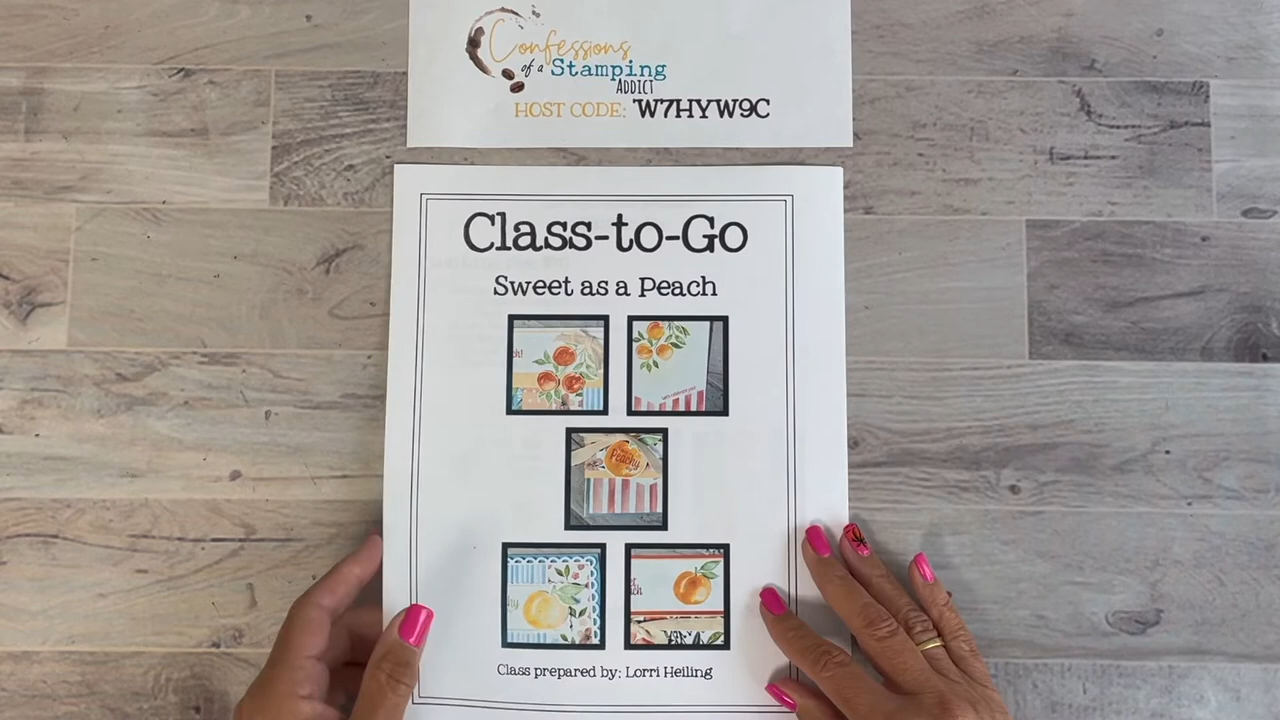 Confessions
of a Stamping
ADDICT
HOST CODE: W7HYW9C
Class-to-Go
Sweet as a Peach
ch!
Peachy
Class prepared by: Lorri Heiling